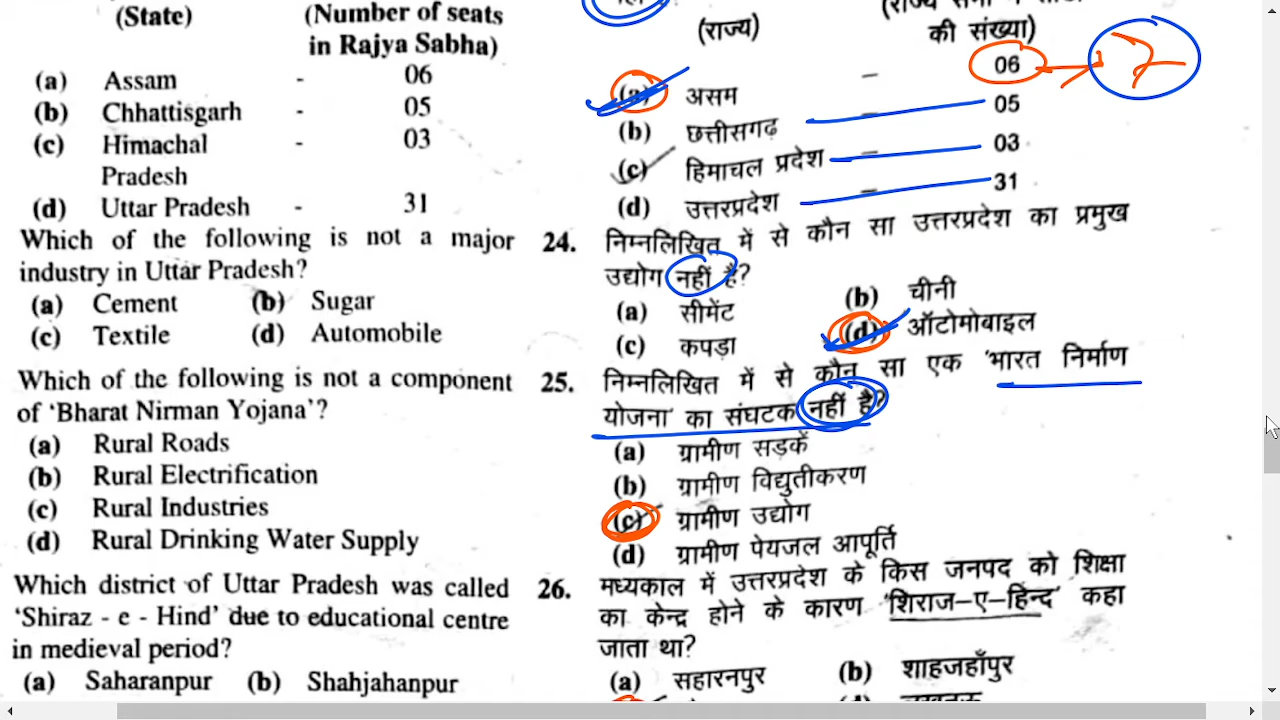 (State)
(Number of seats
in Rajya Sabha)
(a) Assam - 06
(b) Chhattisgarh - 05
(c) Himachal - 03
Pradesh
(d) Uttar Pradesh - 31
Which of the following is not a major
industry in Uttar Pradesh?
(a) Cement (b) Sugar
(c) Textile (d) Automobile
Which of the following is not a component
of 'Bharat Nirman Yojana'?
(a) Rural Roads
(b) Rural Electrification
(c) Rural Industries
(d) Rural Drinking Water Supply
Which district of Uttar Pradesh was called
'Shiraz - e - Hind' due to educational centre
in medieval period?
(a) Saharanpur (b) Shahjahanpur
(राज्य)
की संख्या)
(a) असम – 06 7
(b) छत्तीसगढ़ – 05
(c) हिमाचल प्रदेश – 03
(d) उत्तरप्रदेश – 31
24. निम्नलिखित में से कौन सा उत्तरप्रदेश का प्रमुख
उद्योग नहीं है?
(a) सीमेंट (b) चीनी
(c) कपड़ा (d) ऑटोमोबाइल
25. निम्नलिखित में से कौन सा एक 'भारत निर्माण
योजना' का संघटक नहीं है?
(a) ग्रामीण सड़कें
(b) ग्रामीण विद्युतीकरण
(c) ग्रामीण उद्योग
(d) ग्रामीण पेयजल आपूर्ति
26. मध्यकाल में उत्तरप्रदेश के किस जनपद को शिक्षा
का केन्द्र होने के कारण 'शिराज-ए-हिन्द' कहा
जाता था?
(a) सहारनपुर (b) शाहजहाँपुर